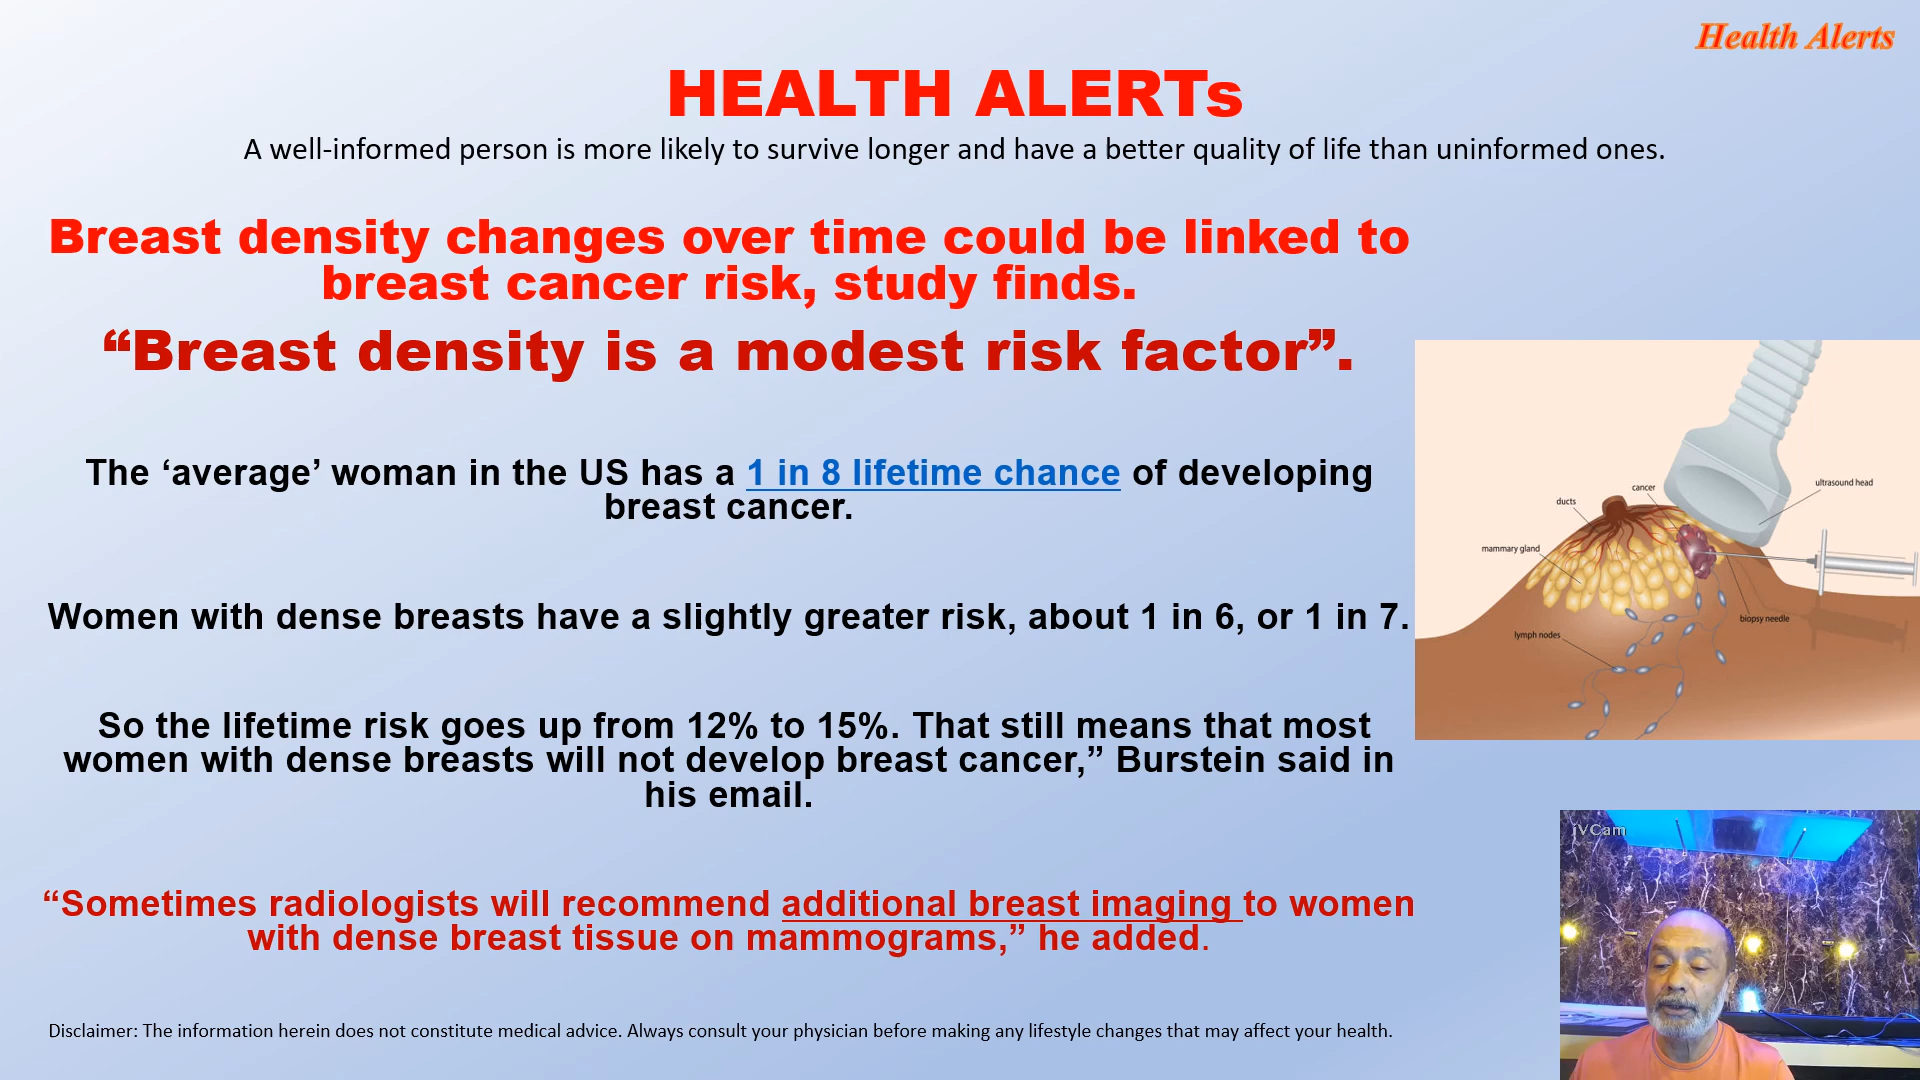 Health Alerts
HEALTH ALERTs
A well-informed person is more likely to survive longer and have a better quality of life than uninformed ones.
Breast density changes over time could be linked to
breast cancer risk, study finds.
“Breast density is a modest risk factor”.
The ‘average’ woman in the US has a 1 in 8 lifetime chance of developing
breast cancer.
Women with dense breasts have a slightly greater risk, about 1 in 6, or 1 in 7.
So the lifetime risk goes up from 12% to 15%. That still means that most
women with dense breasts will not develop breast cancer,” Burstein said in
his email.
“Sometimes radiologists will recommend additional breast imaging to women
with dense breast tissue on mammograms,” he added.
Disclaimer: The information herein does not constitute medical advice. Always consult your physician before making any lifestyle changes that may affect your health.
ultrasound head
cancer
ducts
mammary gland
biopsy needle
lymph nodes
iVCam